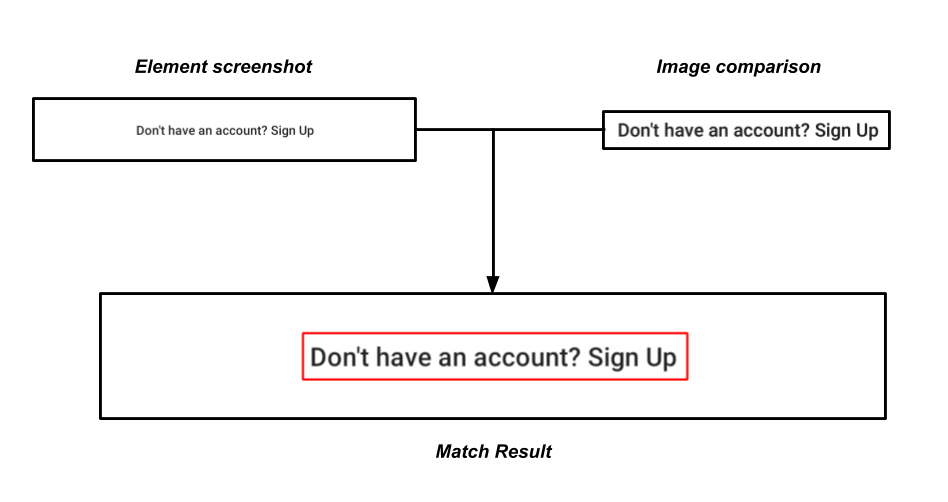 Element screenshot
Image comparison
Don't have an account? Sign Up
Don't have an account? Sign Up
Don't have an account? Sign Up
Match Result